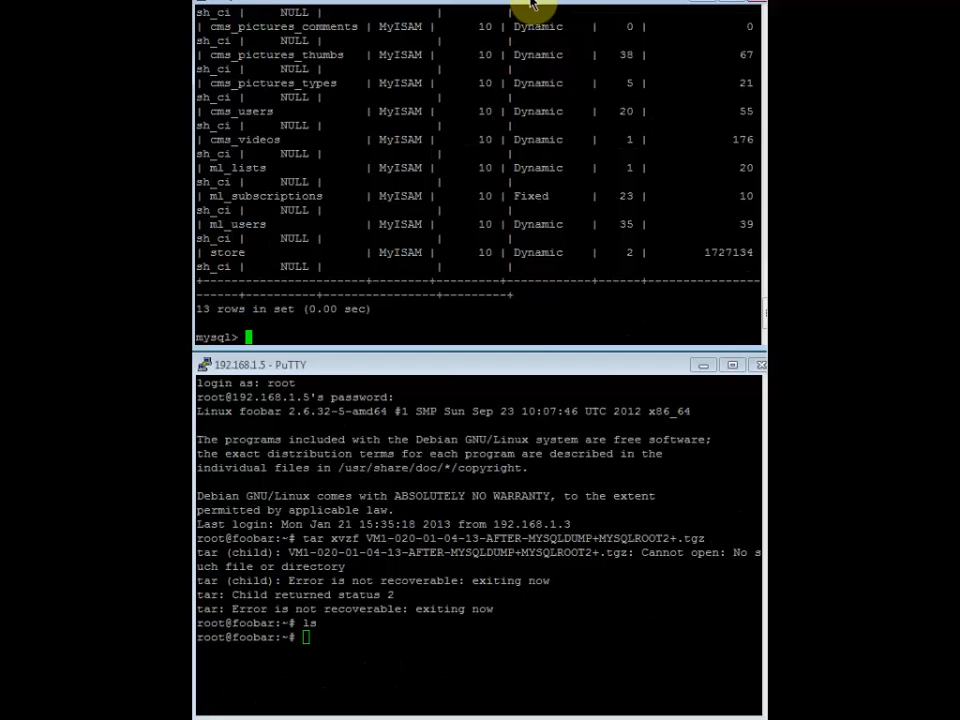 sh_ci |      NULL |                |         |         |
| cms_pictures_comments | MyISAM |      10 | Dynamic    |    0 |              0
sh_ci |      NULL |                |         |
| cms_pictures_thumbs   | MyISAM |      10 | Dynamic    |   38 |             67
sh_ci |      NULL |                |         |
| cms_pictures_types    | MyISAM |      10 | Dynamic    |    5 |             21
sh_ci |      NULL |                |         |
| cms_users             | MyISAM |      10 | Dynamic    |   20 |             55
sh_ci |      NULL |                |         |
| cms_videos            | MyISAM |      10 | Dynamic    |    1 |            176
sh_ci |      NULL |                |         |
| ml_lists              | MyISAM |      10 | Dynamic    |    1 |             20
sh_ci |      NULL |                |         |
| ml_subscriptions      | MyISAM |      10 | Fixed      |   23 |             10
sh_ci |      NULL |                |         |
| ml_users              | MyISAM |      10 | Dynamic    |   35 |             39
sh_ci |      NULL |                |         |
| store                 | MyISAM |      10 | Dynamic    |    2 |        1727134
sh_ci |      NULL |                |         |
+-----------------------+--------+---------+------------+------+----------------
------+-----------+----------------+---------+
13 rows in set (0.00 sec)
mysql>
192.168.1.5 - PuTTY
login as: root
root@192.168.1.5's password:
Linux foobar 2.6.32-5-amd64 #1 SMP Sun Sep 23 10:07:46 UTC 2012 x86_64
The programs included with the Debian GNU/Linux system are free software;
the exact distribution terms for each program are described in the
individual files in /usr/share/doc/*/copyright.
Debian GNU/Linux comes with ABSOLUTELY NO WARRANTY, to the extent
permitted by applicable law.
Last login: Mon Jan 21 15:35:18 2013 from 192.168.1.3
root@foobar:~# tar xvzf VM1-020-01-04-13-AFTER-MYSQLDUMP+MYSQLROOT2+.tgz
tar (child): VM1-020-01-04-13-AFTER-MYSQLDUMP+MYSQLROOT2+.tgz: Cannot open: No s
uch file or directory
tar (child): Error is not recoverable: exiting now
tar: Child returned status 2
tar: Error is not recoverable: exiting now
root@foobar:~# ls
root@foobar:~#